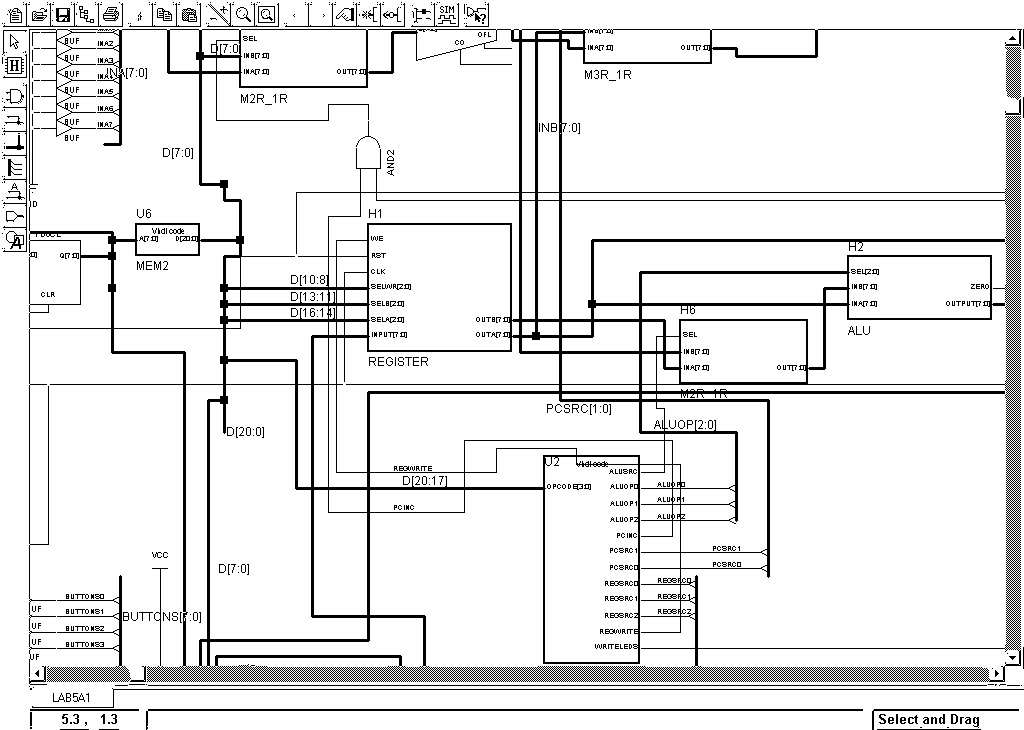 SIM
INA2
BUF
INA3
BUF
INA[7:0]
INA4
BUF
INA5
BUF
INA6
BUF
INA7
BUF
D[7:0]
SEL
INB[7:0]
INA[7:0]
OUT[7:0]
M2R_1R
CO
OFL
INA[7:0]
OUT[7:0]
M3R_1R
INB[7:0]
AND2
D[7:0]
U6
Vhdl code
A[7:0]
D[20:0]
MEM2
Q[7:0]
CLR
H1
WE
RST
CLK
SELWR[2:0]
SELB[2:0]
SELA[2:0]
INPUT[7:0]
OUTB[7:0]
OUTA[7:0]
REGISTER
D[10:8]
D[13:11]
D[16:14]
H2
SEL[2:0]
INB[7:0]
INA[7:0]
ZERO
OUTPUT[7:0]
ALU
H6
SEL
INB[7:0]
INA[7:0]
OUT[7:0]
M2R_1R
PCSRC[1:0]
ALUOP[2:0]
D[20:0]
REGWRITE
D[20:17]
PCINC
U2
Vhdl code
OPCODE[3:0]
ALUSRC
ALUOP0
ALUOP0
ALUOP1
ALUOP1
ALUOP2
ALUOP2
PCINC
PCSRC1
PCSRC1
PCSRC0
PCSRC0
REGSRC0
REGSRC0
REGSRC1
REGSRC1
REGSRC2
REGSRC2
REGWRITE
WRITELEDS
VCC
D[7:0]
BUTTONS0
UF
BUTTONS1
BUTTONS[7:0]
UF
BUTTONS2
UF
BUTTONS3
UF
LAB5A1
5.3 , 1.3
Select and Drag